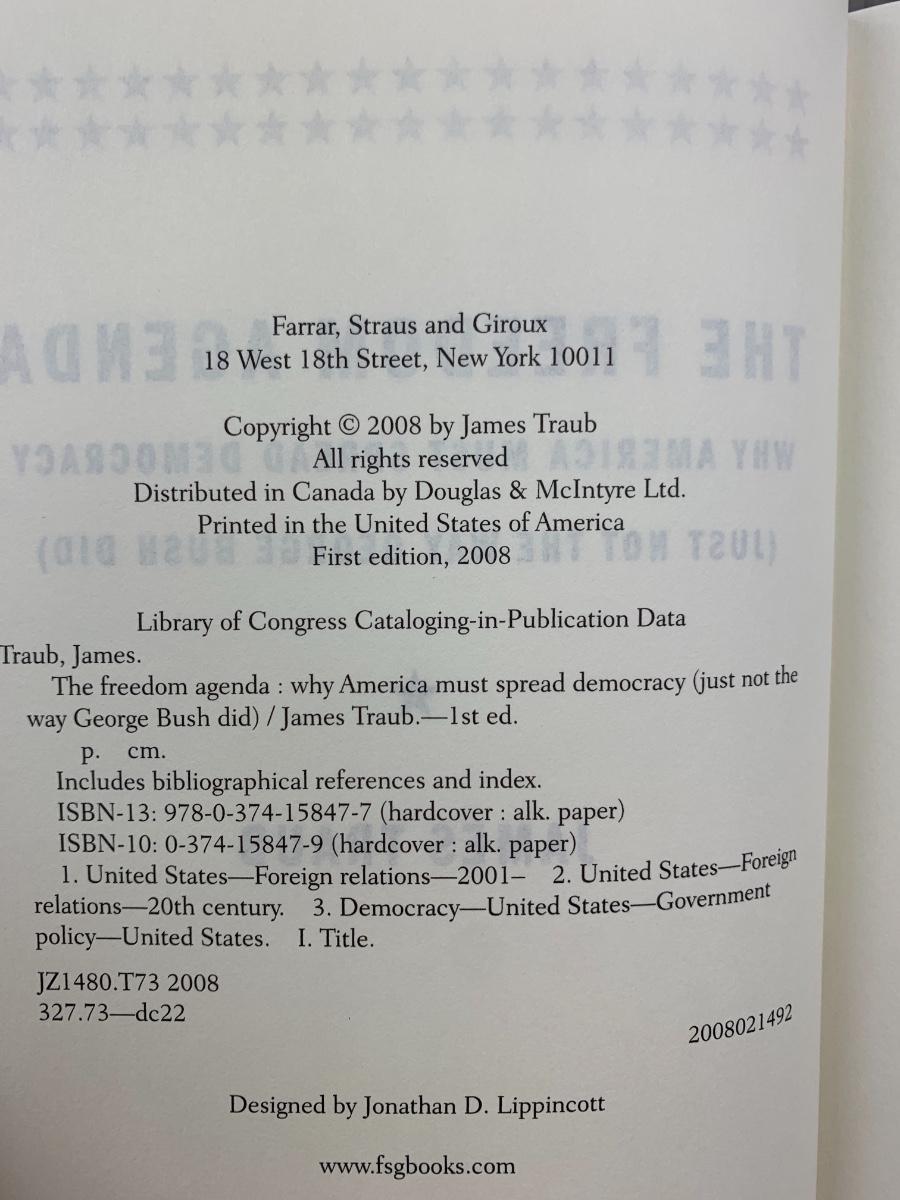 Farrar, Straus and Giroux
18 West 18th Street, New York 10011
Copyright © 2008 by James Traub
All rights reserved
Distributed in Canada by Douglas & McIntyre Ltd.
Printed in the United States of America
First edition, 2008
Library of Congress Cataloging-in-Publication Data
Traub, James.
The freedom agenda : why America must spread democracy (just not the
way George Bush did) / James Traub.—1st ed.
p. cm.
Includes bibliographical references and index.
ISBN-13: 978-0-374-15847-7 (hardcover : alk. paper)
ISBN-10: 0-374-15847-9 (hardcover : alk. paper)
1. United States—Foreign relations—2001– 2. United States—Foreign
relations—20th century. 3. Democracy—United States—Government
policy—United States. I. Title.
JZ1480.T73 2008
327.73—dc22
2008021492
Designed by Jonathan D. Lippincott
www.fsgbooks.com